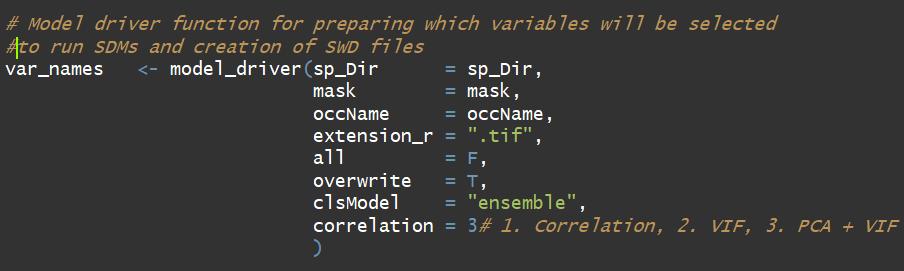 # Model driver function for preparing which variables will be selected
#to run SDMs and creation of SWD files
var_names   <- model_driver(sp_Dir      = sp_Dir,
                            mask        = mask,
                            occName     = occName,
                            extension_r = ".tif",
                            all         = F,
                            overwrite   = T,
                            clsModel    = "ensemble",
                            correlation = 3# 1. Correlation, 2. VIF, 3. PCA + VIF
                            )